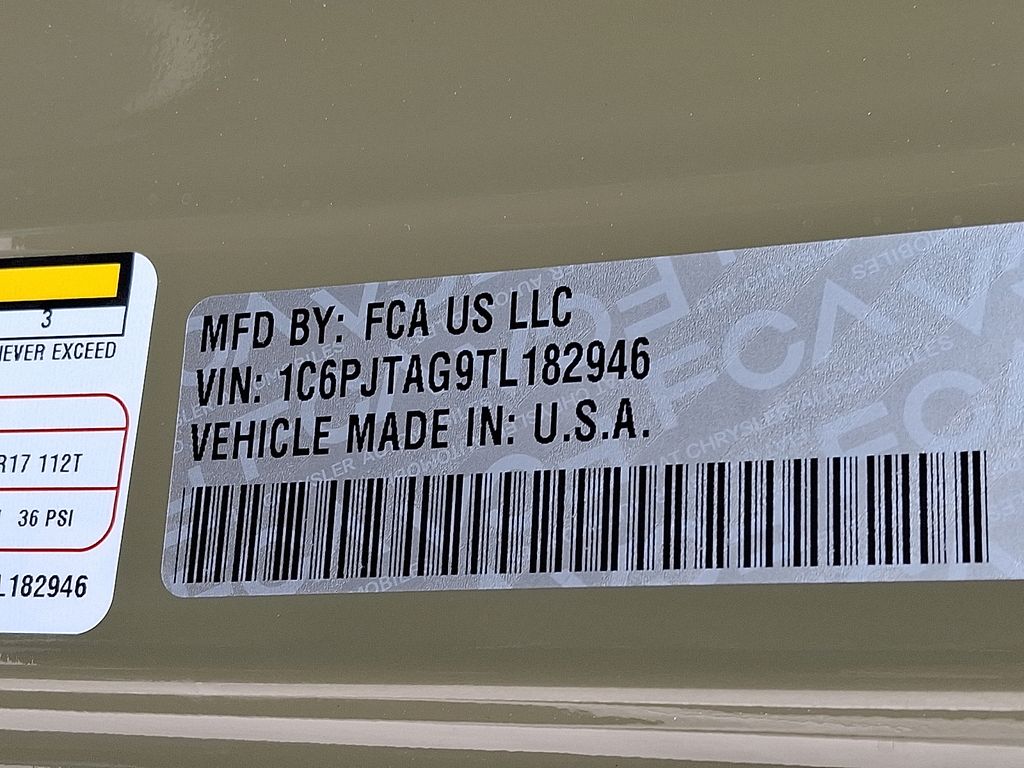 3
NEVER EXCEED
R17 112T
36 PSI
L182946
MFD BY: FCA US LLC
VIN: 1C6PJTAG9TL182946
VEHICLE MADE IN: U.S.A.